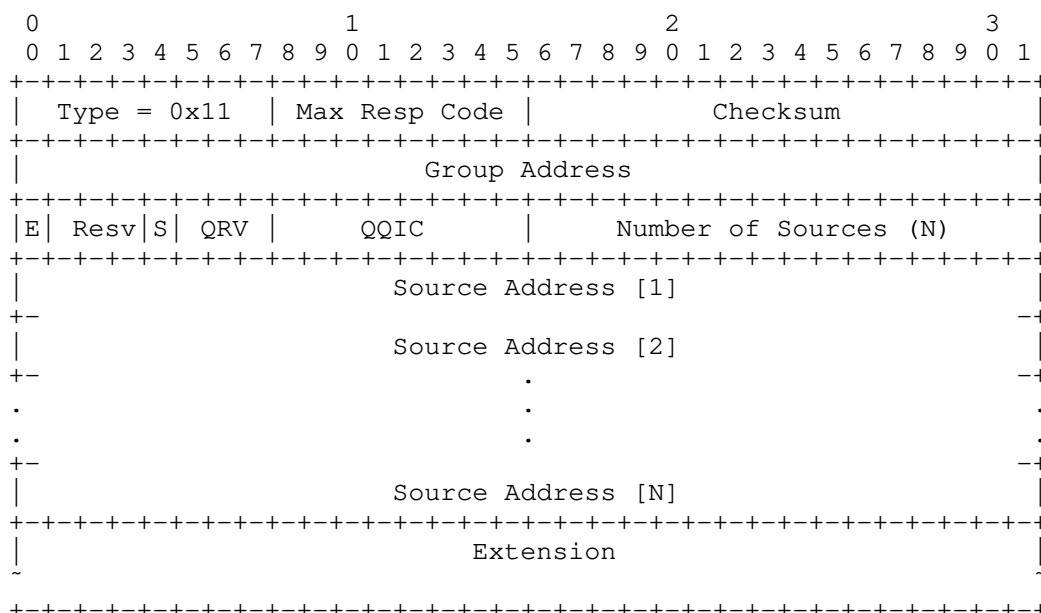 0                   1                   2                   3
 0 1 2 3 4 5 6 7 8 9 0 1 2 3 4 5 6 7 8 9 0 1 2 3 4 5 6 7 8 9 0 1
+-+-+-+-+-+-+-+-+-+-+-+-+-+-+-+-+-+-+-+-+-+-+-+-+-+-+-+-+-+-+-+-+
|  Type = 0x11  | Max Resp Code |           Checksum            |
+-+-+-+-+-+-+-+-+-+-+-+-+-+-+-+-+-+-+-+-+-+-+-+-+-+-+-+-+-+-+-+-+
|                         Group Address                         |
+-+-+-+-+-+-+-+-+-+-+-+-+-+-+-+-+-+-+-+-+-+-+-+-+-+-+-+-+-+-+-+-+
|E| Resv|S| QRV |     QQIC      |     Number of Sources (N)     |
+-+-+-+-+-+-+-+-+-+-+-+-+-+-+-+-+-+-+-+-+-+-+-+-+-+-+-+-+-+-+-+-+
|                       Source Address [1]                      |
+-                                                             -+
|                       Source Address [2]                      |
+-                              .                              -+
.                               .                               .
.                               .                               .
+-                                                             -+
|                       Source Address [N]                      |
+-+-+-+-+-+-+-+-+-+-+-+-+-+-+-+-+-+-+-+-+-+-+-+-+-+-+-+-+-+-+-+-+
|                            Extension                          |
~                                                               ~
+-+-+-+-+-+-+-+-+-+-+-+-+-+-+-+-+-+-+-+-+-+-+-+-+-+-+-+-+-+-+-+-+